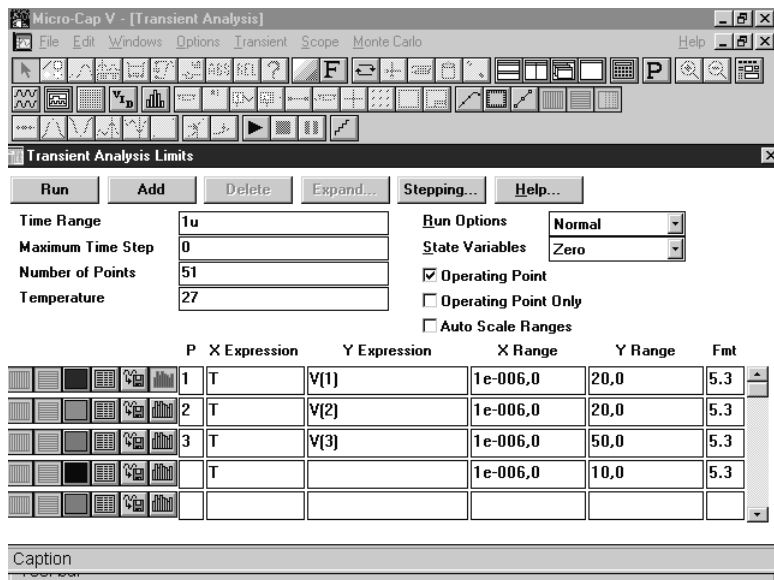 Micro-Cap V - [Transient Analysis]
File Edit Windows Options Transient Scope Monte Carlo Help
F P
Transient Analysis Limits
Run Add Delete Expand... Stepping... Help...
Time Range 1u Run Options Normal
Maximum Time Step 0 State Variables Zero
Number of Points 51 Operating Point
Temperature 27 Operating Point Only
Auto Scale Ranges
P X Expression Y Expression X Range Y Range Fmt
1 T V(1) 1e-006,0 20,0 5.3
2 T V(2) 1e-006,0 20,0 5.3
3 T V(3) 1e-006,0 50,0 5.3
T 1e-006,0 10,0 5.3
Caption